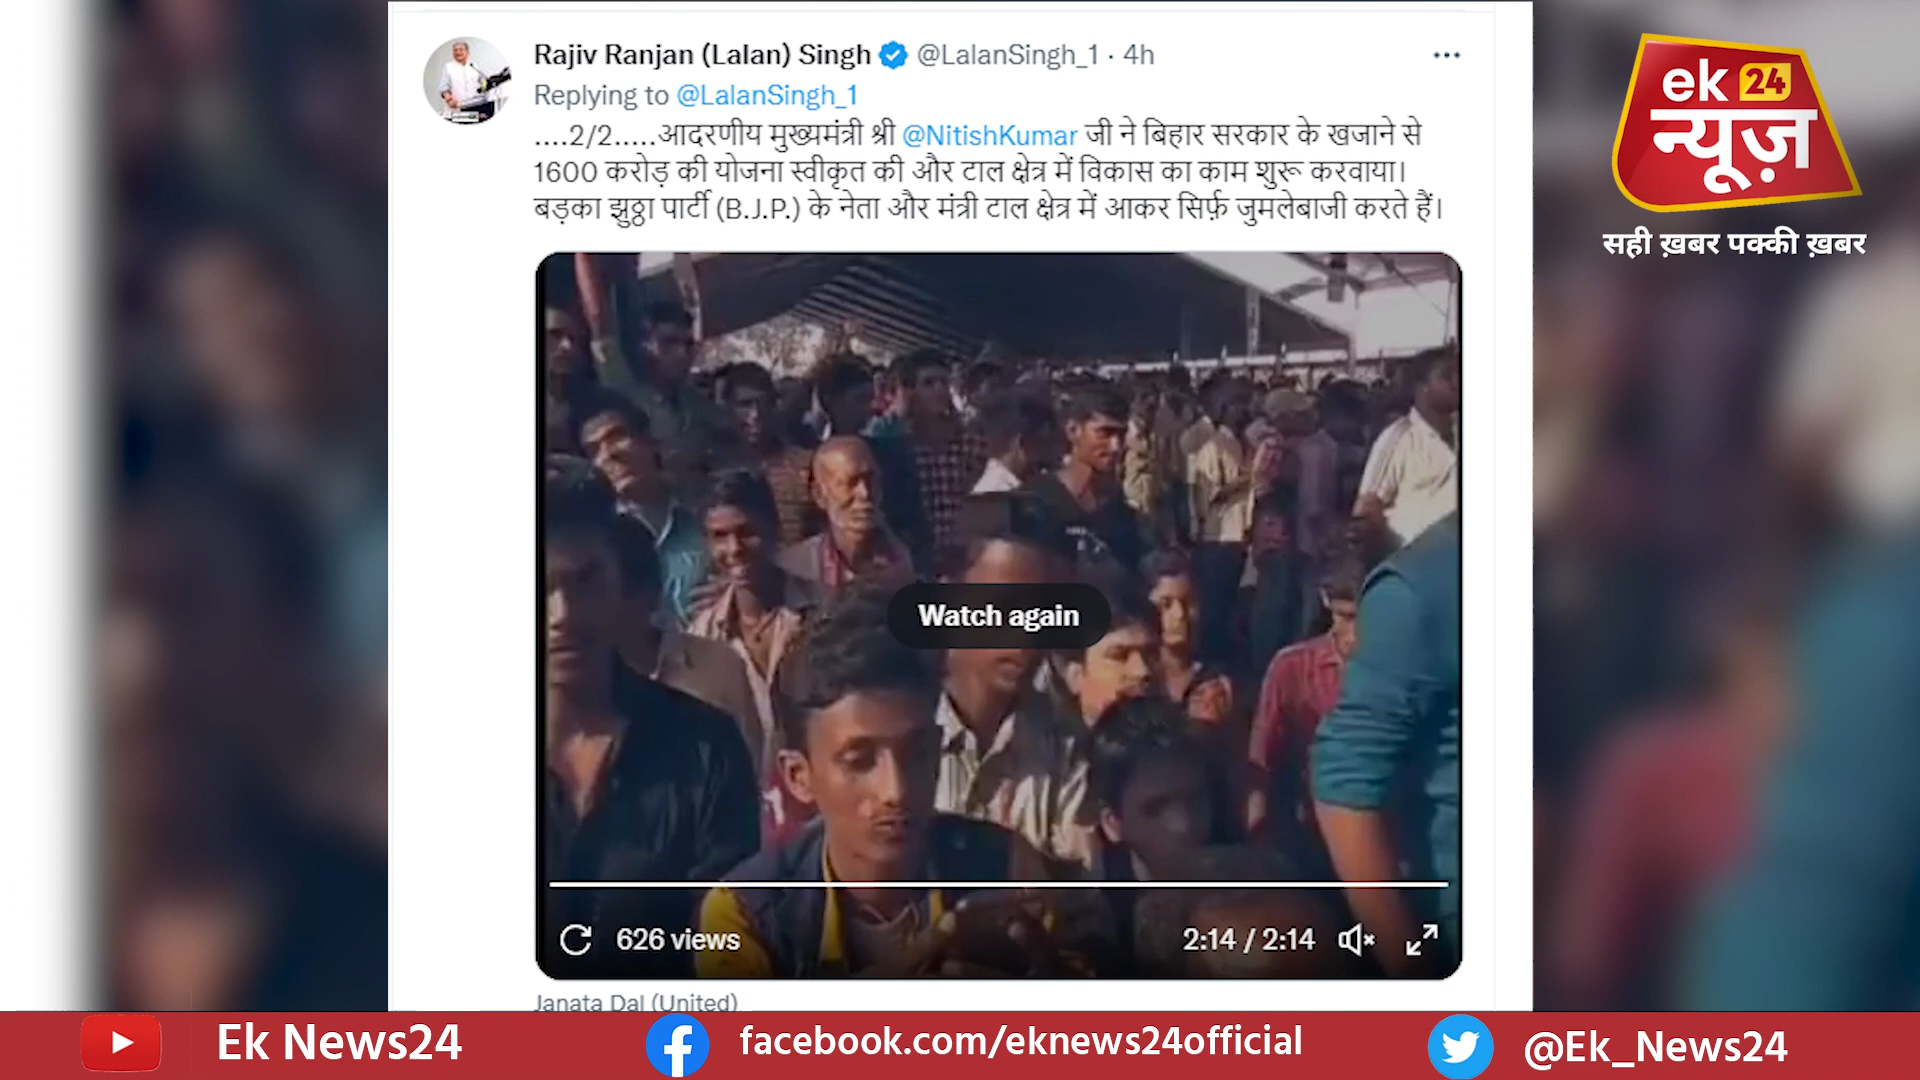 Rajiv Ranjan (Lalan) Singh @LalanSingh_1 · 4h
Replying to @LalanSingh_1
....2/2.....आदरणीय मुख्यमंत्री श्री @NitishKumar जी ने बिहार सरकार के खजाने से
1600 करोड़ की योजना स्वीकृत की और टाल क्षेत्र में विकास का काम शुरू करवाया।
बड़का झुठ्ठा पार्टी (B.J.P.) के नेता और मंत्री टाल क्षेत्र में आकर सिर्फ़ जुमलेबाजी करते हैं।
ek 24
न्यूज़
सही ख़बर पक्की ख़बर
Watch again
626 views
2:14 / 2:14
Janata Dal (United)
Ek News24
facebook.com/eknews24official
@Ek_News24